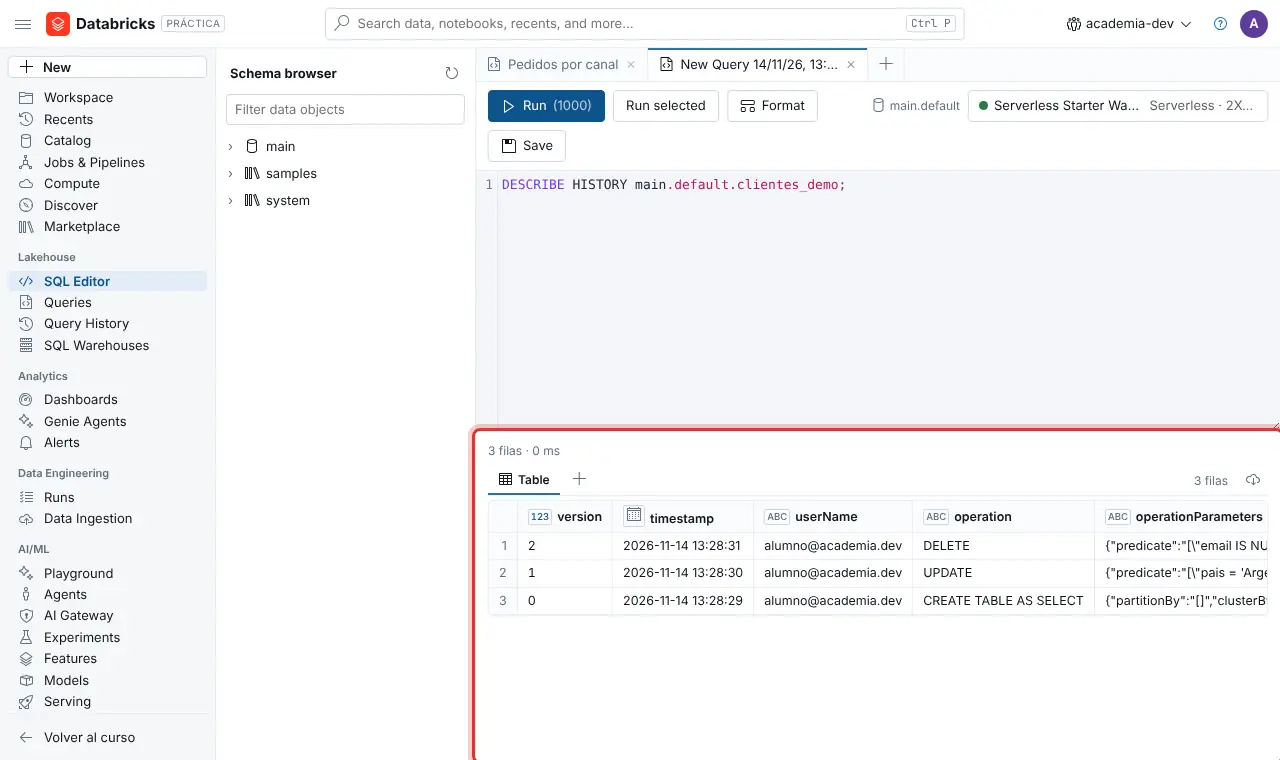 Databricks PRÁCTICA
Search data, notebooks, recents, and more... Ctrl P
academia-dev
A
New
Workspace
Recents
Catalog
Jobs & Pipelines
Compute
Discover
Marketplace
Lakehouse
SQL Editor
Queries
Query History
SQL Warehouses
Analytics
Dashboards
Genie Agents
Alerts
Data Engineering
Runs
Data Ingestion
AI/ML
Playground
Agents
AI Gateway
Experiments
Features
Models
Serving
Volver al curso
Schema browser
Filter data objects
main
samples
system
Pedidos por canal
New Query 14/11/26, 13:...
Run (1000)
Run selected
Format
main.default
Serverless Starter Wa... Serverless · 2X...
Save
1 DESCRIBE HISTORY main.default.clientes_demo;
3 filas · 0 ms
Table
3 filas
123 version timestamp ABC userName ABC operation ABC operationParameters
1 2 2026-11-14 13:28:31 alumno@academia.dev DELETE {"predicate":"[\"email IS NU
2 1 2026-11-14 13:28:30 alumno@academia.dev UPDATE {"predicate":"[\"pais = 'Arge
3 0 2026-11-14 13:28:29 alumno@academia.dev CREATE TABLE AS SELECT {"partitionBy":"[]","clusterB